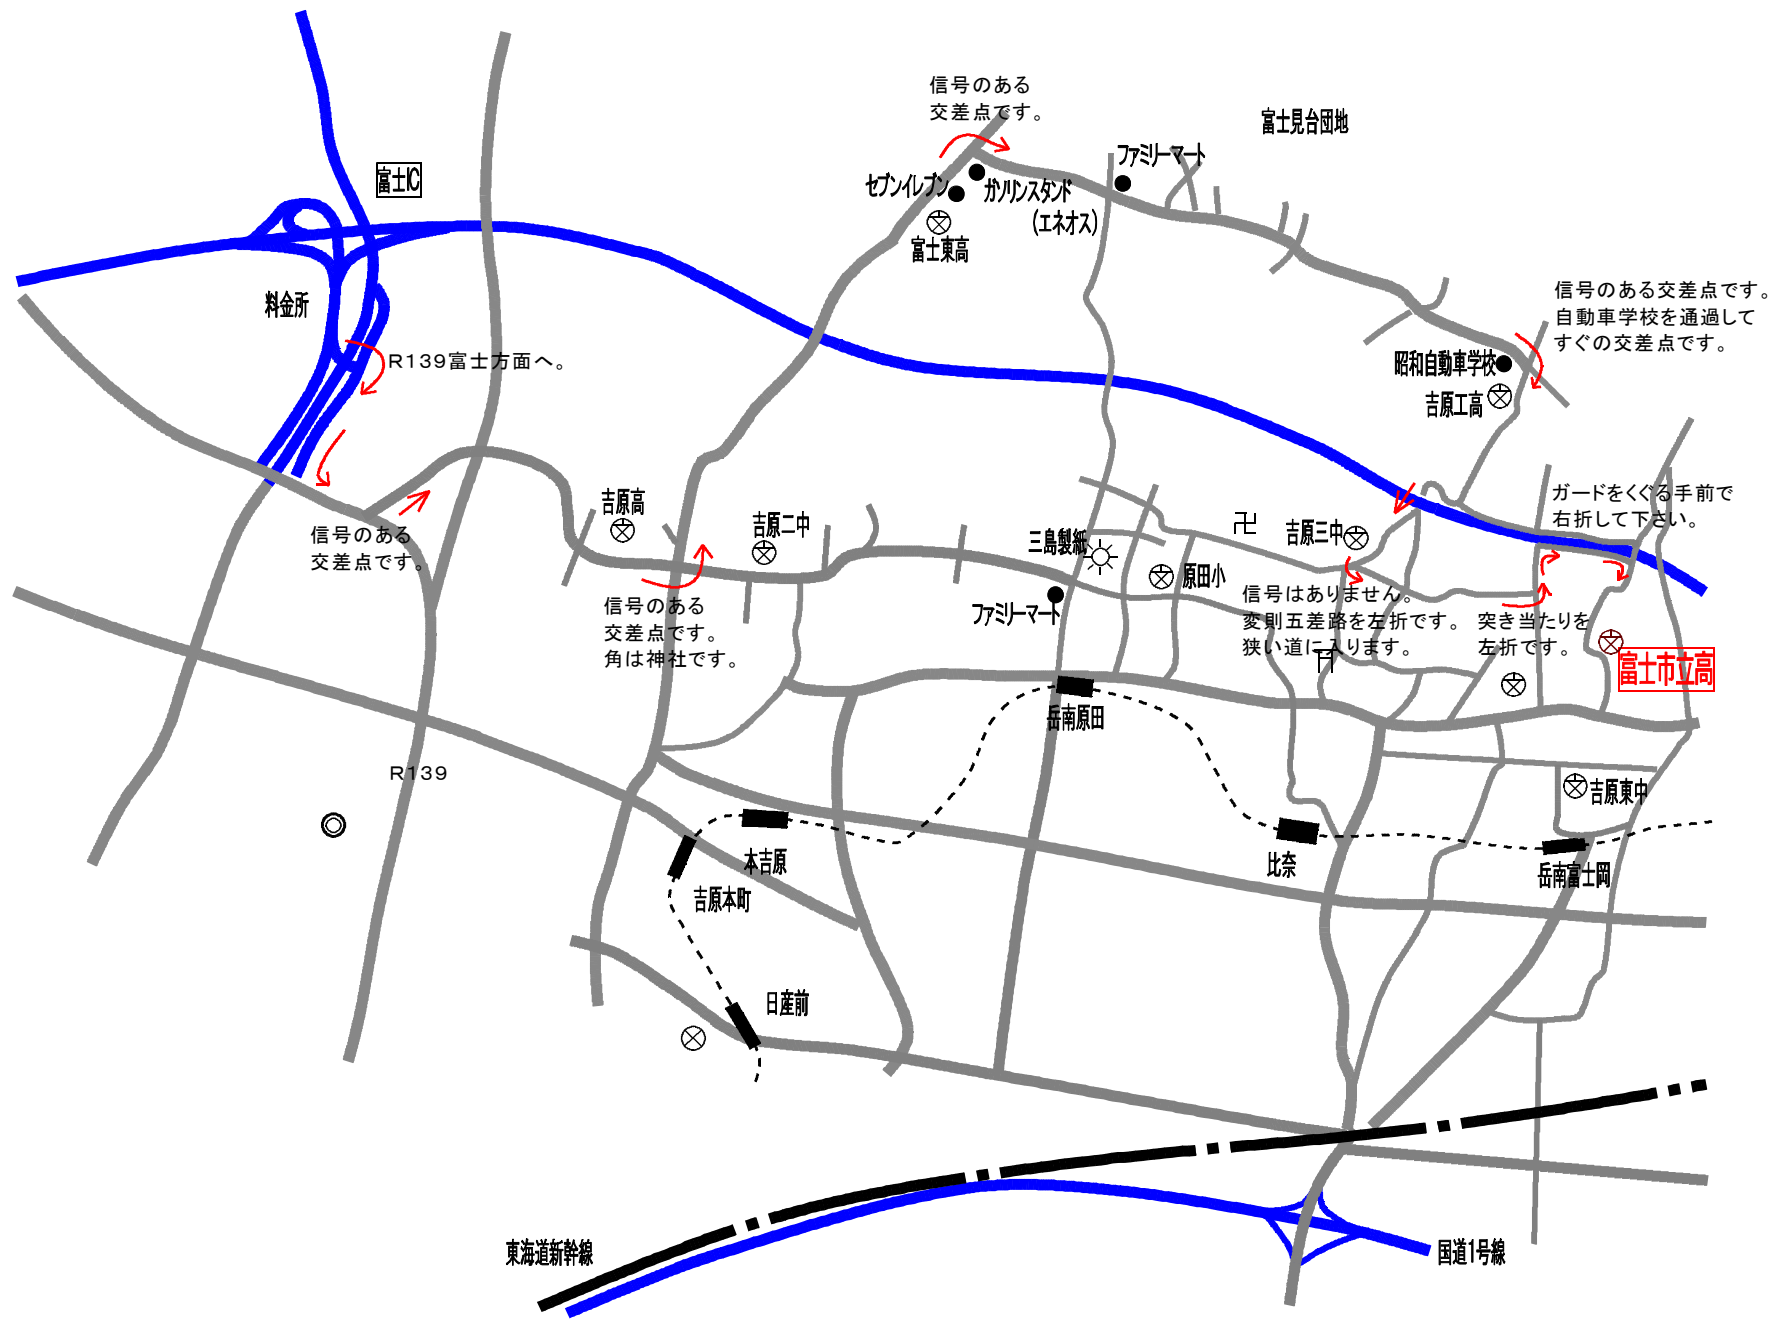 信号のある
交差点です。
富士見台団地
ファミリーマート
富士IC
セブンイレブン
ガソリンスタンド
(エネオス)
富士東高
料金所
信号のある交差点です。
自動車学校を通過して
すぐの交差点です。
R139富士方面へ。
昭和自動車学校
吉原工高
吉原高
吉原二中
信号のある
交差点です。
三島製紙
原田小
卍
吉原三中
ガードをくぐる手前で
右折して下さい。
ファミリーマート
信号のある
交差点です。
角は神社です。
信号はありません。
変則五差路を左折です。
狭い道に入ります。
突き当たりを
左折です。
富士市立高
岳南原田
R139
吉原東中
本吉原
吉原本町
比奈
岳南富士岡
日産前
東海道新幹線
国道1号線